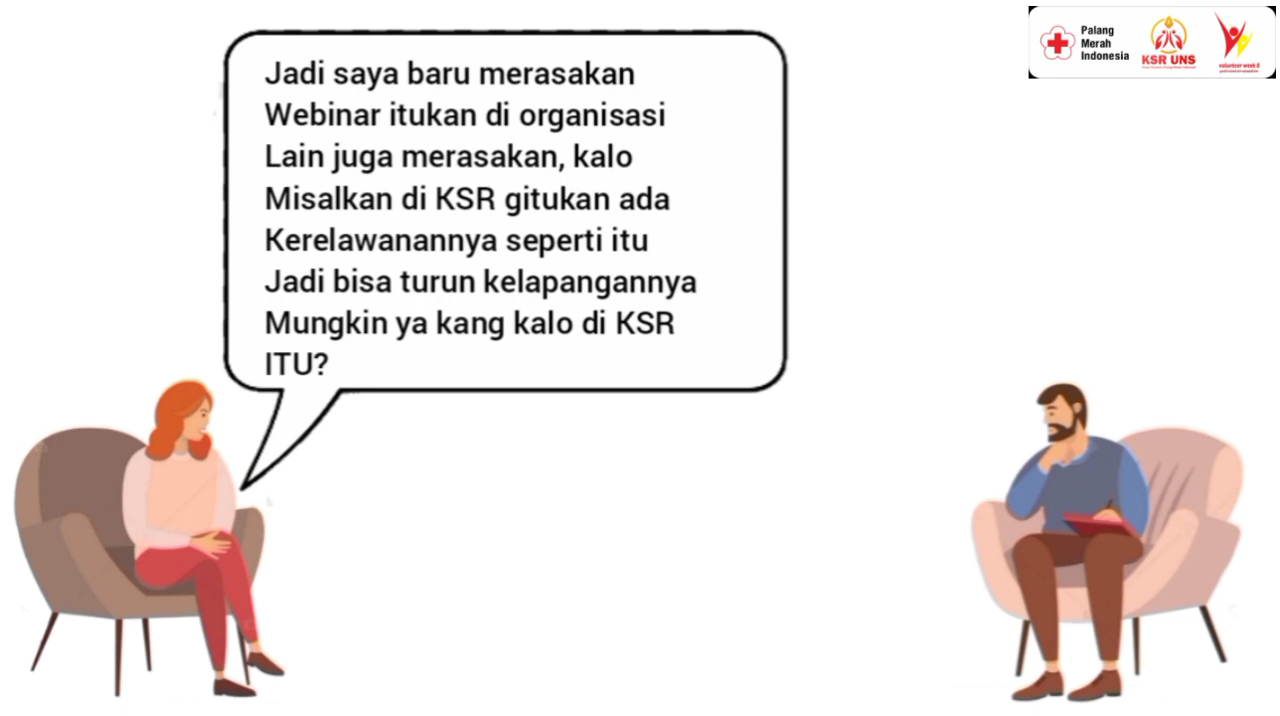 Jadi saya baru merasakan
Webinar itukan di organisasi
Lain juga merasakan, kalo
Misalkan di KSR gitukan ada
Kerelawanannya seperti itu
Jadi bisa turun kelapangannya
Mungkin ya kang kalo di KSR
ITU?
Palang
Merah
Indonesia
KSR UNS
volunteer week 8